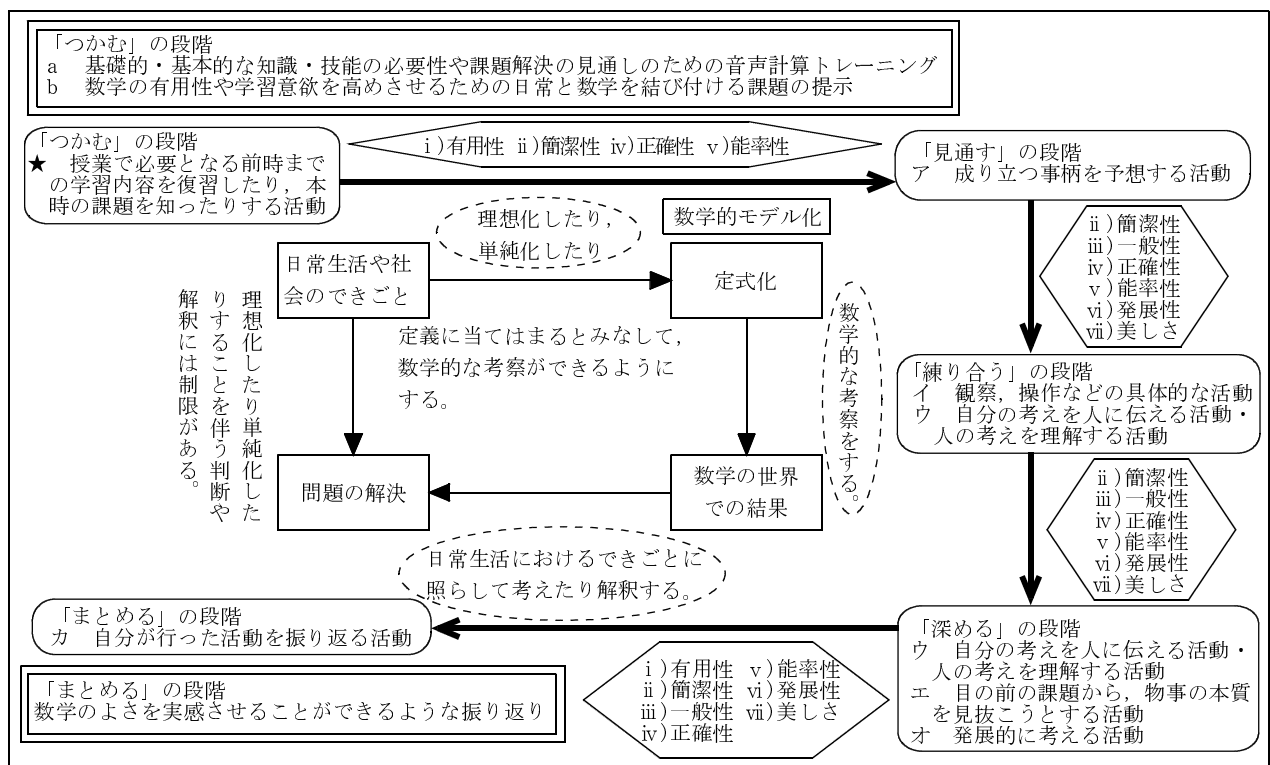 「つかむ」の段階
a　基礎的・基本的な知識・技能の必要性や課題解決の見通しのための音声計算トレーニング
b　数学の有用性や学習意欲を高めさせるための日常と数学を結び付ける課題の提示
「つかむ」の段階
★　授業で必要となる前時まで
の学習内容を復習したり，本
時の課題を知ったりする活動
ⅰ)有用性 ⅱ)簡潔性 ⅳ)正確性 ⅴ)能率性
「見通す」の段階
ア　成り立つ事柄を予想する活動
理想化したり，
単純化したり
数学的モデル化
日常生活や社
会のできごと
定式化
ⅱ)簡潔性
ⅲ)一般性
ⅳ)正確性
ⅴ)能率性
ⅵ)発展性
ⅶ)美しさ
理想化したり単純化した
りすることを伴う判断や
解釈には制限がある。
定義に当てはまるとみなして，
数学的な考察ができるように
する。
数学的な考察をする。
「練り合う」の段階
イ　観察，操作などの具体的な活動
ウ　自分の考えを人に伝える活動・
人の考えを理解する活動
問題の解決
数学の世界
での結果
ⅱ)簡潔性
ⅲ)一般性
ⅳ)正確性
ⅴ)能率性
ⅵ)発展性
ⅶ)美しさ
日常生活におけるできごとに
照らして考えたり解釈する。
「まとめる」の段階
カ　自分が行った活動を振り返る活動
「深める」の段階
ウ　自分の考えを人に伝える活動・
人の考えを理解する活動
エ　目の前の課題から，物事の本質
を見抜こうとする活動
オ　発展的に考える活動
ⅰ)有用性 ⅴ)能率性
ⅱ)簡潔性 ⅵ)発展性
ⅲ)一般性 ⅶ)美しさ
ⅳ)正確性
「まとめる」の段階
数学のよさを実感させることができるような振り返り